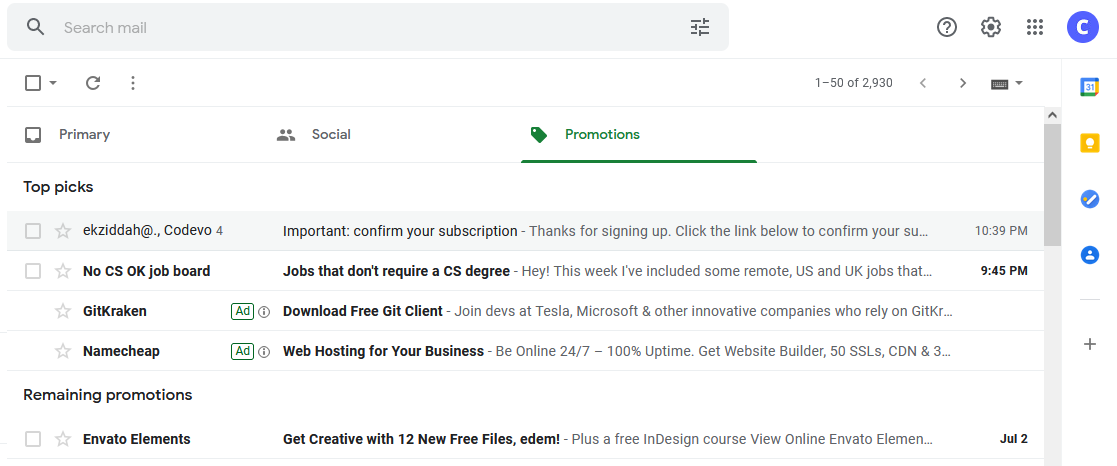 Search mail
C
1–50 of 2,930
31
Primary
Social
Promotions
Top picks
ekziddah@., Codevo 4 Important: confirm your subscription - Thanks for signing up. Click the link below to confirm your su… 10:39 PM
No CS OK job board Jobs that don't require a CS degree - Hey! This week I've included some remote, US and UK jobs that… 9:45 PM
GitKraken Ad Download Free Git Client - Join devs at Tesla, Microsoft & other innovative companies who rely on GitKr…
Namecheap Ad Web Hosting for Your Business - Be Online 24/7 – 100% Uptime. Get Website Builder, 50 SSLs, CDN & 3…
Remaining promotions
Envato Elements Get Creative with 12 New Free Files, edem! - Plus a free InDesign course View Online Envato Elemen… Jul 2